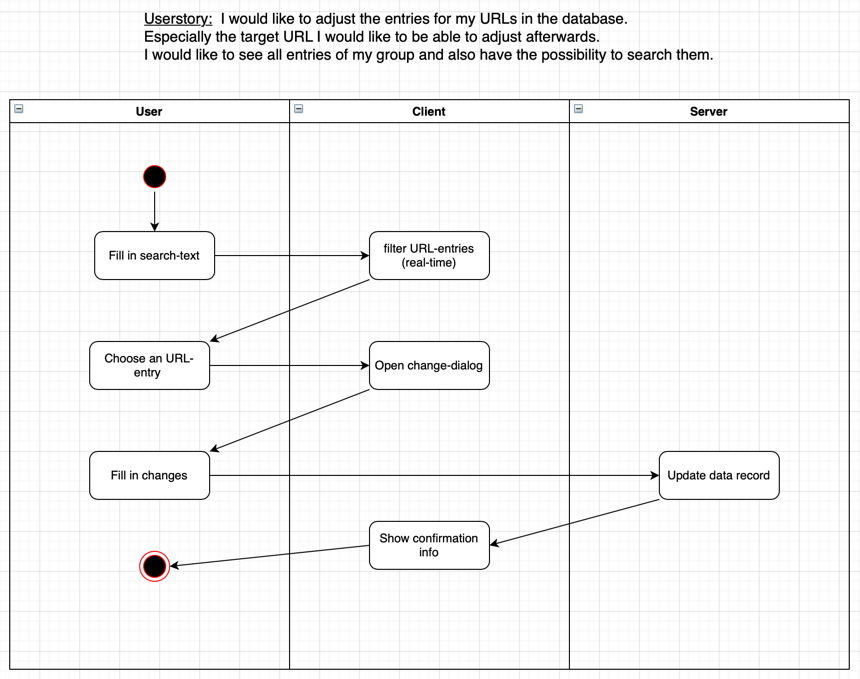 Userstory: I would like to adjust the entries for my URLs in the database.
Especially the target URL I would like to be able to adjust afterwards.
I would like to see all entries of my group and also have the possibility to search them.
User
Client
Server
Fill in search-text
filter URL-entries
(real-time)
Choose an URL-
entry
Open change-dialog
Fill in changes
Update data record
Show confirmation
info